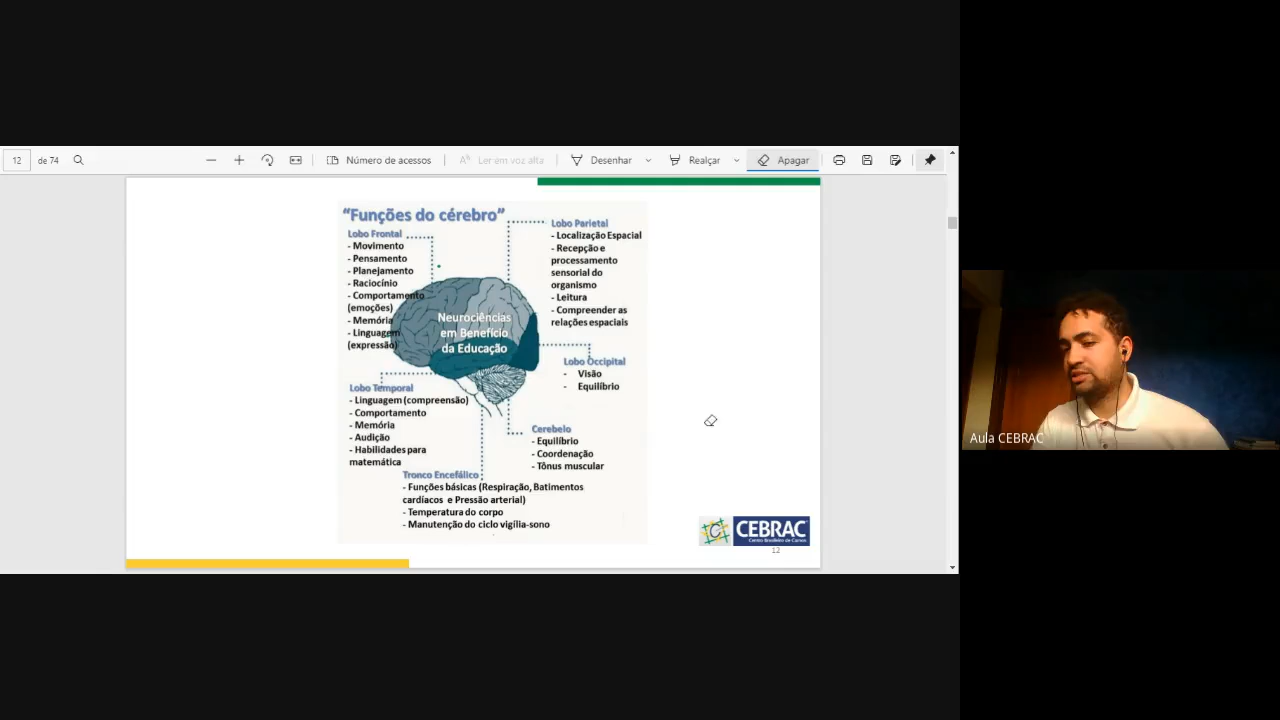 12 de 74
Número de acessos
Ler em voz alta
Desenhar
Realçar
Apagar
“Funções do cérebro”
Lobo Frontal
- Movimento
- Pensamento
- Planejamento
- Raciocínio
- Comportamento
(emoções)
- Memória
- Linguagem
(expressão)
Lobo Parietal
- Localização Espacial
- Recepção e
processamento
sensorial do
organismo
- Leitura
- Compreender as
relações espaciais
Neurociências
em Benefício
da Educação
Lobo Occipital
- Visão
- Equilíbrio
Lobo Temporal
- Linguagem (compreensão)
- Comportamento
- Memória
- Audição
- Habilidades para
matemática
Cerebelo
- Equilíbrio
- Coordenação
- Tônus muscular
Tronco Encefálico
- Funções básicas (Respiração, Batimentos
cardíacos e Pressão arterial)
- Temperatura do corpo
- Manutenção do ciclo vigília-sono
CEBRAC
Centro Brasileiro de Cursos
12
Aula CEBRAC